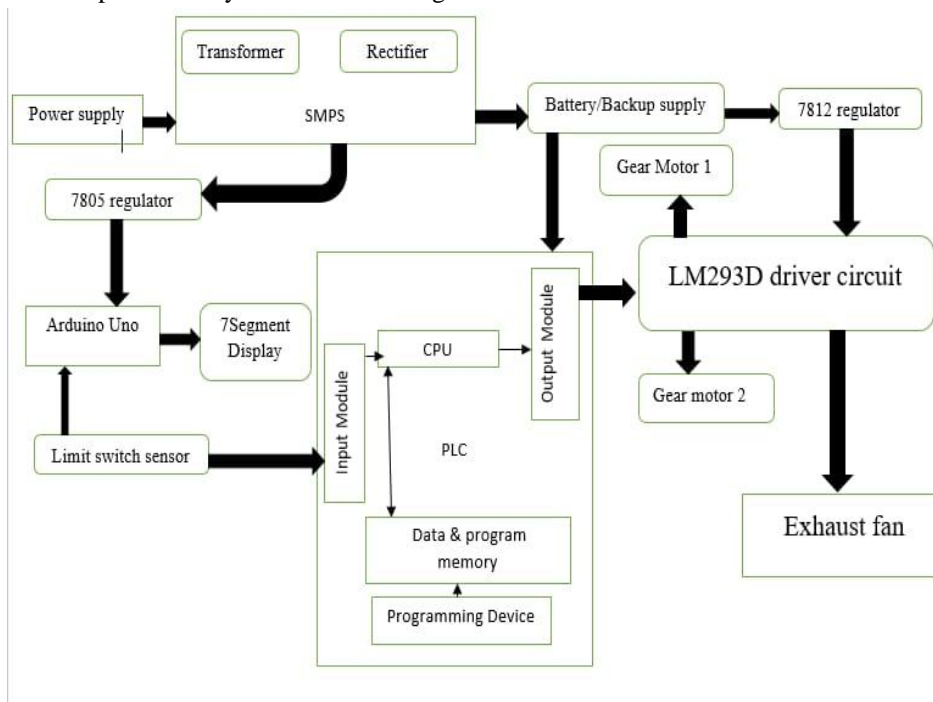 Transformer
Rectifier
Power supply
SMPS
Battery/Backup supply
7812 regulator
Gear Motor 1
7805 regulator
LM293D driver circuit
Arduino Uno
7Segment
Display
CPU
Output Module
Input Module
Gear motor 2
Limit switch sensor
PLC
Data & program
memory
Exhaust fan
Programming Device